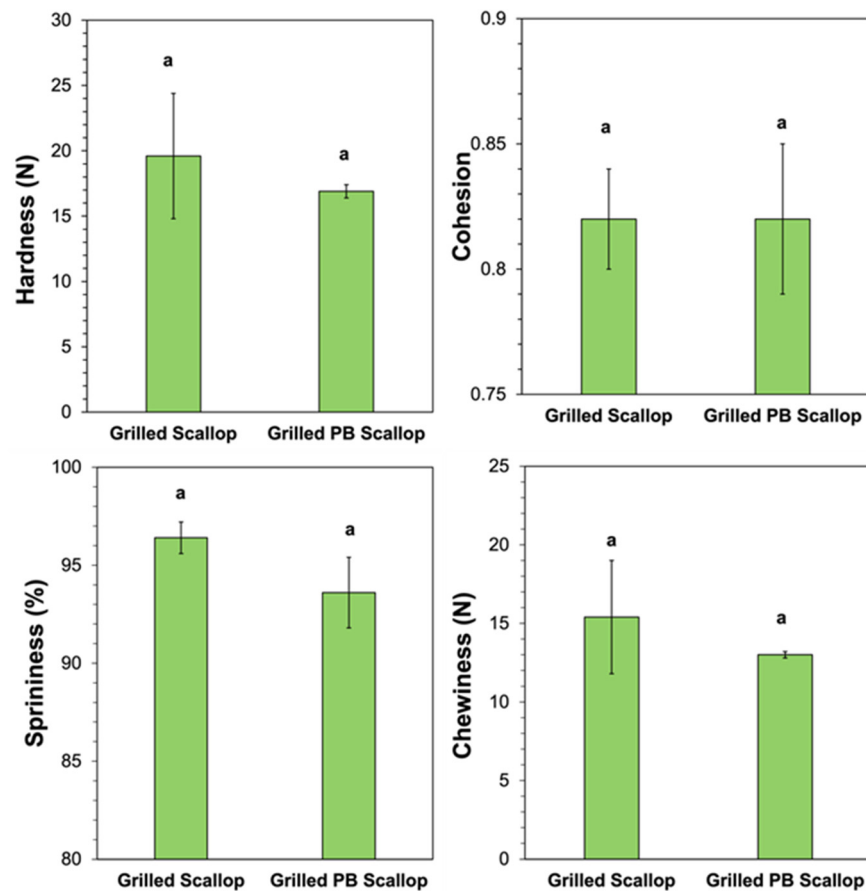 Hardness (N)
30
25
20
15
10
5
0
a
a
Grilled Scallop
Grilled PB Scallop
Cohesion
0.9
0.85
0.8
0.75
a
a
Grilled Scallop
Grilled PB Scallop
Sprininess (%)
100
95
90
85
80
a
a
Grilled Scallop
Grilled PB Scallop
Chewiness (N)
25
20
15
10
5
0
a
a
Grilled Scallop
Grilled PB Scallop